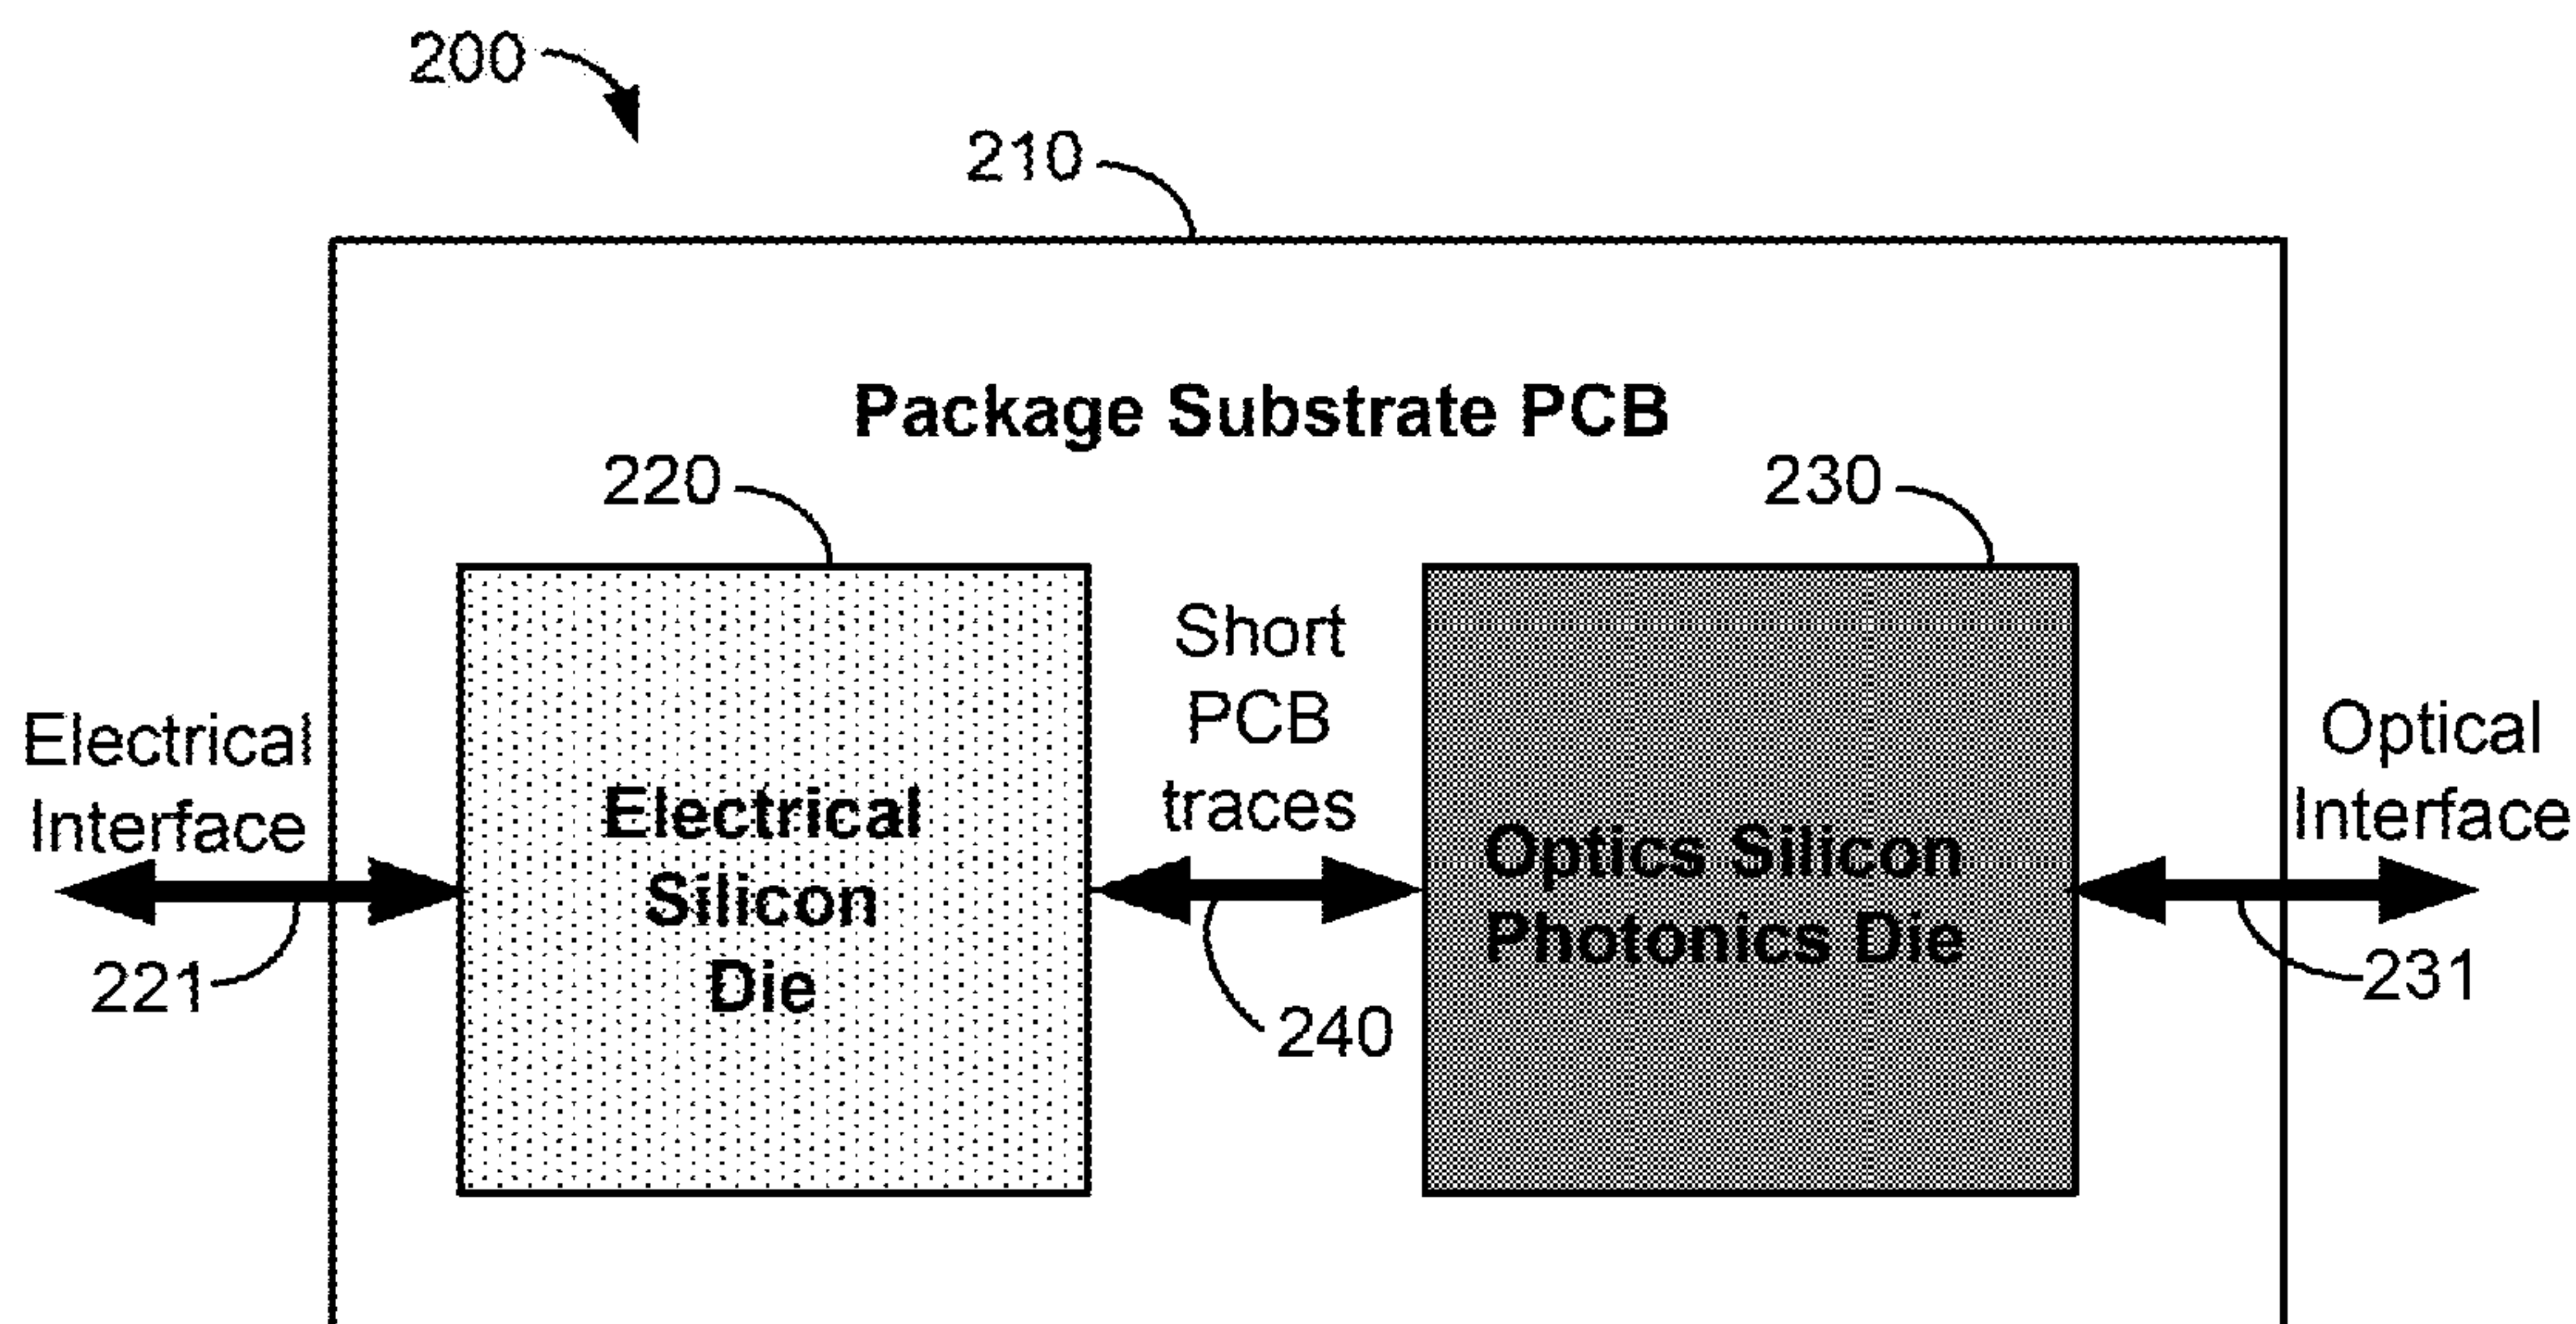 200
210
Package Substrate PCB
220
230
Short
PCB
traces
Electrical
Interface
Electrical
Silicon
Die
Optics Silicon
Photonics Die
Optical
Interface
221
240
231